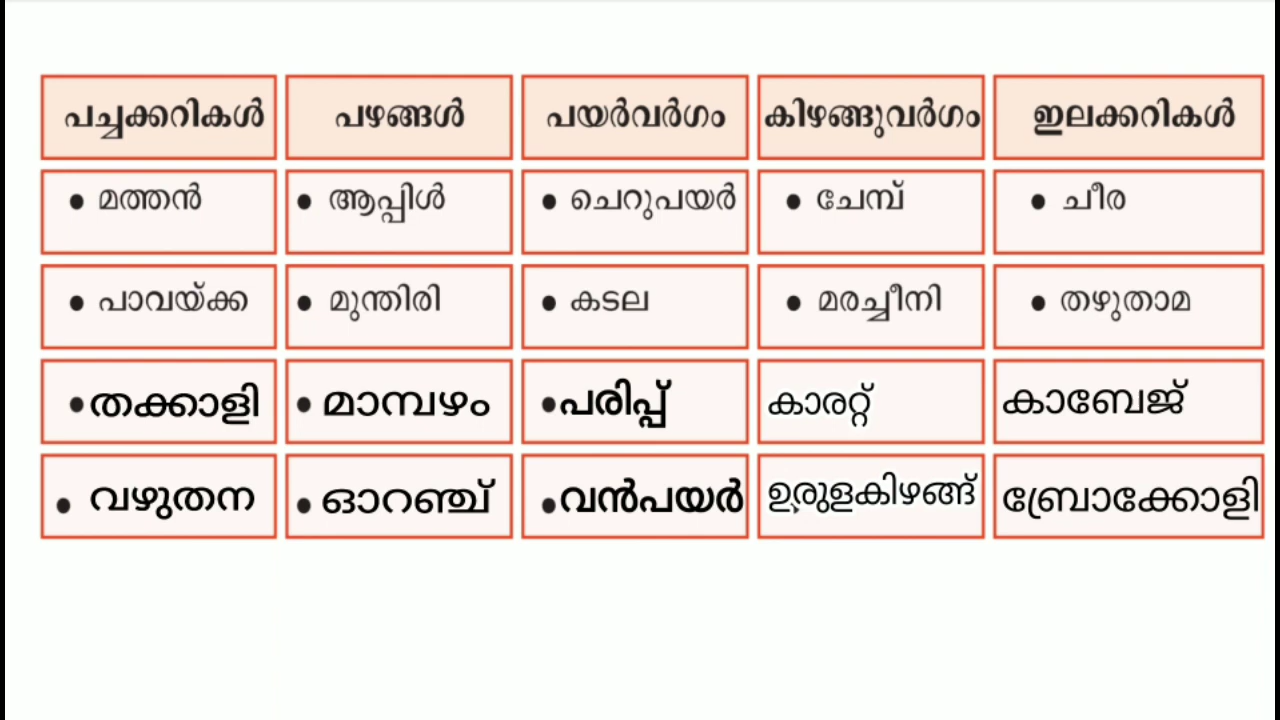 പച്ചക്കറികൾ പഴങ്ങൾ പയർവർഗം കിഴങ്ങുവർഗം ഇലക്കറികൾ
• മത്തൻ • ആപ്പിൾ • ചെറുപയർ • ചേമ്പ് • ചീര
• പാവയ്ക്ക • മുന്തിരി • കടല • മരച്ചീനി • തഴുതാമ
• തക്കാളി • മാമ്പഴം • പരിപ്പ് കാരറ്റ് കാബേജ്
• വഴുതന • ഓറഞ്ച് • വൻപയർ ഉരുളകിഴങ്ങ് ബ്രോക്കോളി